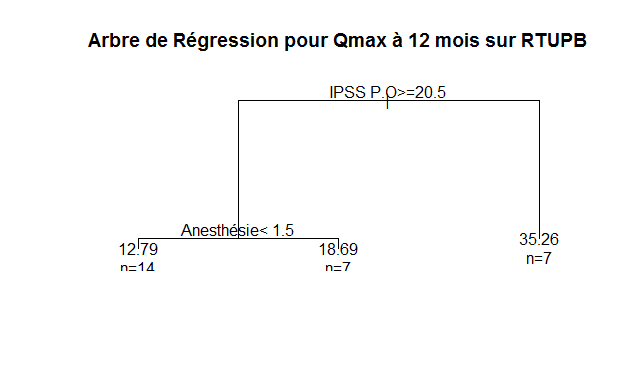 Arbre de Régression pour Qmax à 12 mois sur RTUPB
IPSS P.O>=20.5
Anesthésie< 1.5
12.79
n=14
18.69
n=7
35.26
n=7